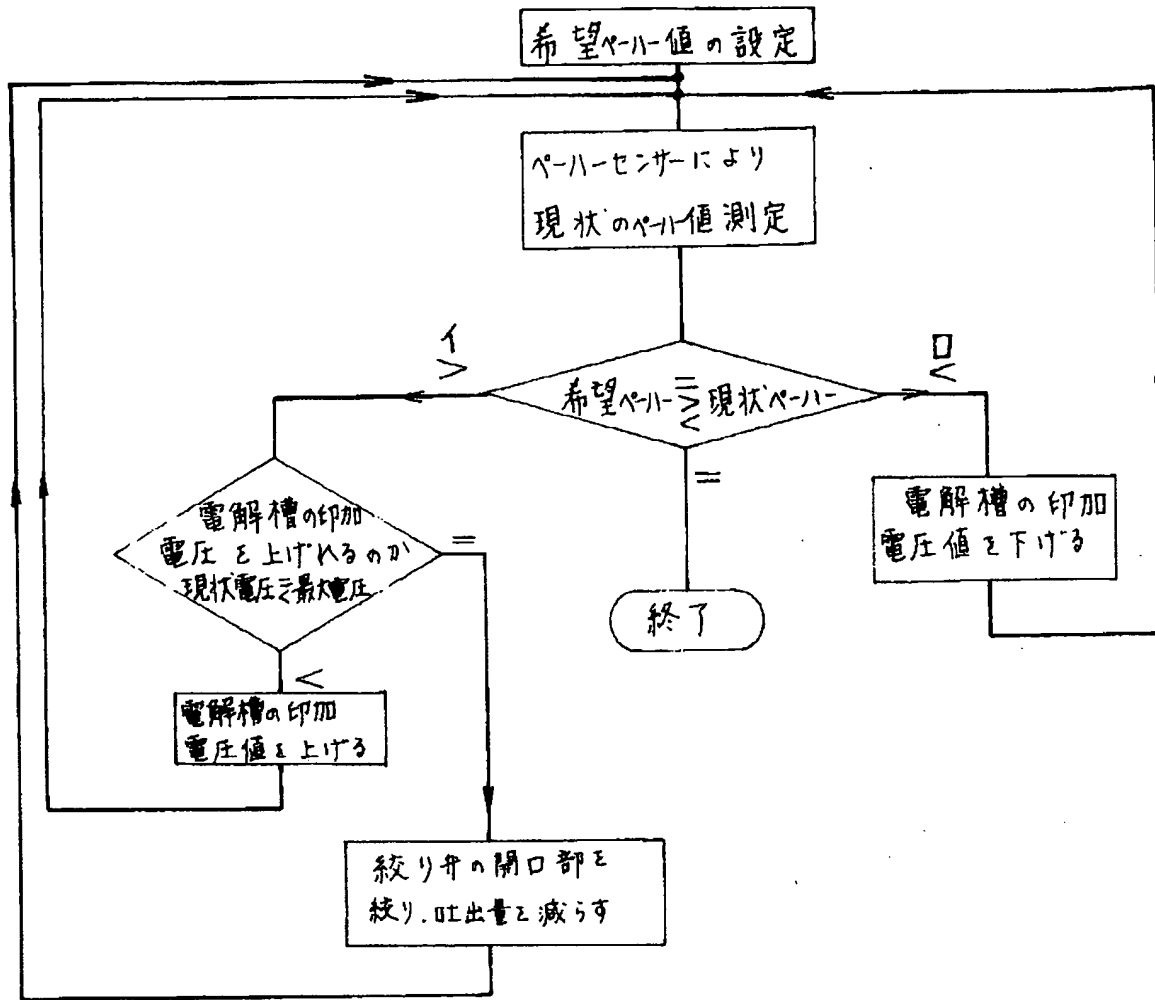 希望ペーハー値の設定
ペーハーセンサーにより
現状のペーハー値測定
イ
>
ロ
<
希望ペーハー = > < 現状ペーハー
=
電解槽の印加
電圧を上げれるのか
現状電圧≦最大電圧
=
<
電解槽の印加
電圧値を上げる
絞り弁の開口部を
絞り、吐出量を減らす
終了
電解槽の印加
電圧値を下げる